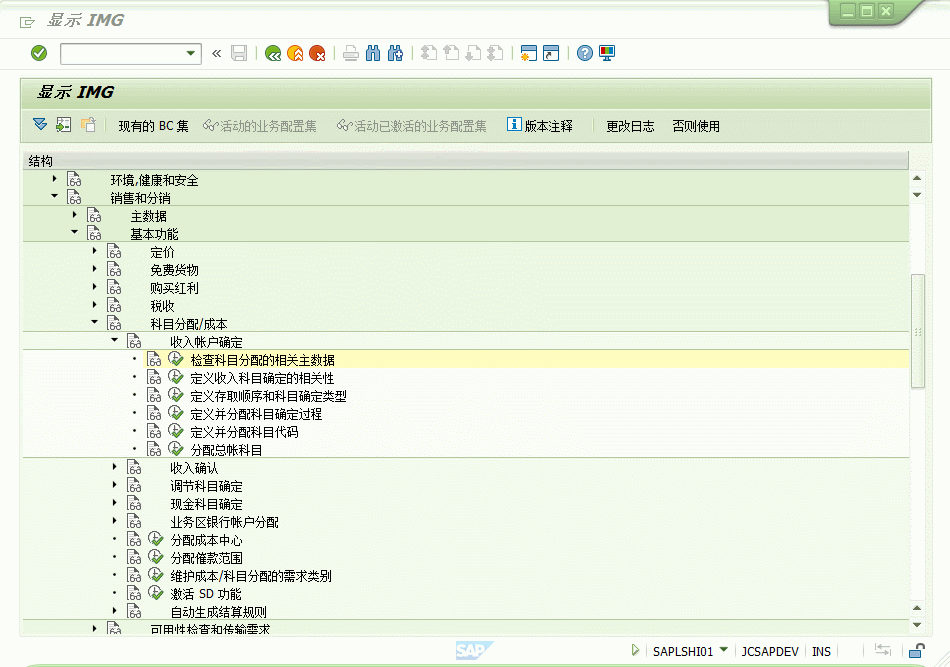 显示 IMG
显示 IMG
现有的 BC 集 活动的业务配置集 活动已激活的业务配置集 版本注释 更改日志 否则使用
结构
环境,健康和安全
销售和分销
主数据
基本功能
定价
免费货物
购买红利
税收
科目分配/成本
收入帐户确定
检查科目分配的相关主数据
定义收入科目确定的相关性
定义存取顺序和科目确定类型
定义并分配科目确定过程
定义并分配科目代码
分配总帐科目
收入确认
调节科目确定
现金科目确定
业务区银行帐户分配
分配成本中心
分配催款范围
维护成本/科目分配的需求类别
激活 SD 功能
自动生成结算规则
可用性检查和传输需求
SAP SAPLSHI01 JCSAPDEV INS